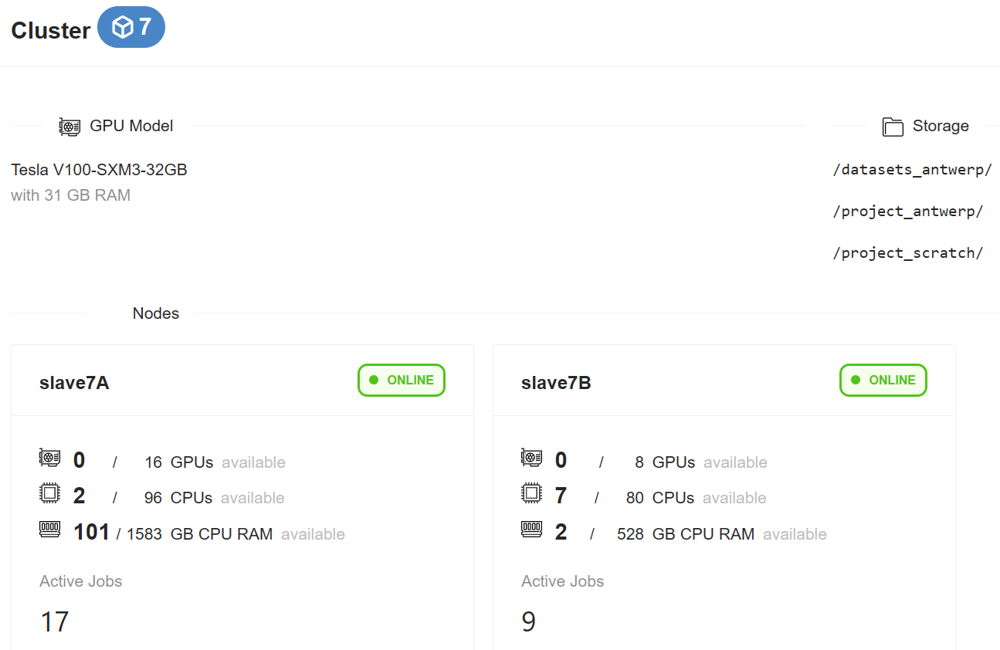 Cluster 7
GPU Model
Storage
Tesla V100-SXM3-32GB
with 31 GB RAM
/datasets_antwerp/
/project_antwerp/
/project_scratch/
Nodes
slave7A
ONLINE
0 / 16 GPUs available
2 / 96 CPUs available
101 / 1583 GB CPU RAM available
Active Jobs
17
slave7B
ONLINE
0 / 8 GPUs available
7 / 80 CPUs available
2 / 528 GB CPU RAM available
Active Jobs
9